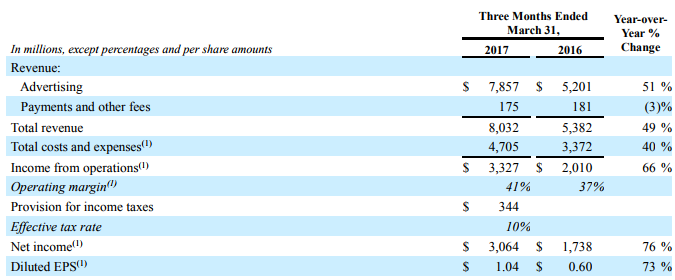 Three Months Ended
March 31,
Year-over-
Year %
Change
In millions, except percentages and per share amounts 2017 2016
Revenue:
Advertising $ 7,857 $ 5,201 51 %
Payments and other fees 175 181 (3)%
Total revenue 8,032 5,382 49 %
Total costs and expenses(1) 4,705 3,372 40 %
Income from operations(1) $ 3,327 $ 2,010 66 %
Operating margin(1) 41% 37%
Provision for income taxes $ 344
Effective tax rate 10%
Net income(1) $ 3,064 $ 1,738 76 %
Diluted EPS(1) $ 1.04 $ 0.60 73 %